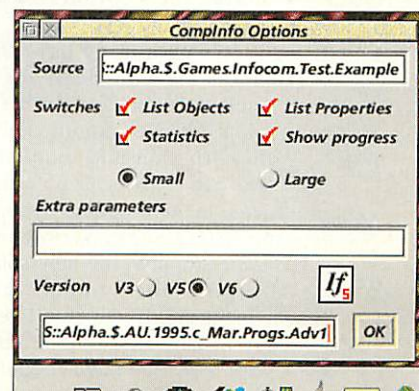 CompInfo Options
Source :::Alpha.$.Games.Infocom.Test.Example
Switches List Objects List Properties
Statistics Show progress
Small Large
Extra parameters
Version V3 V5 V6 If5
S::Alpha.$.AU.1995.c_Mar.Progs.Adv1 OK